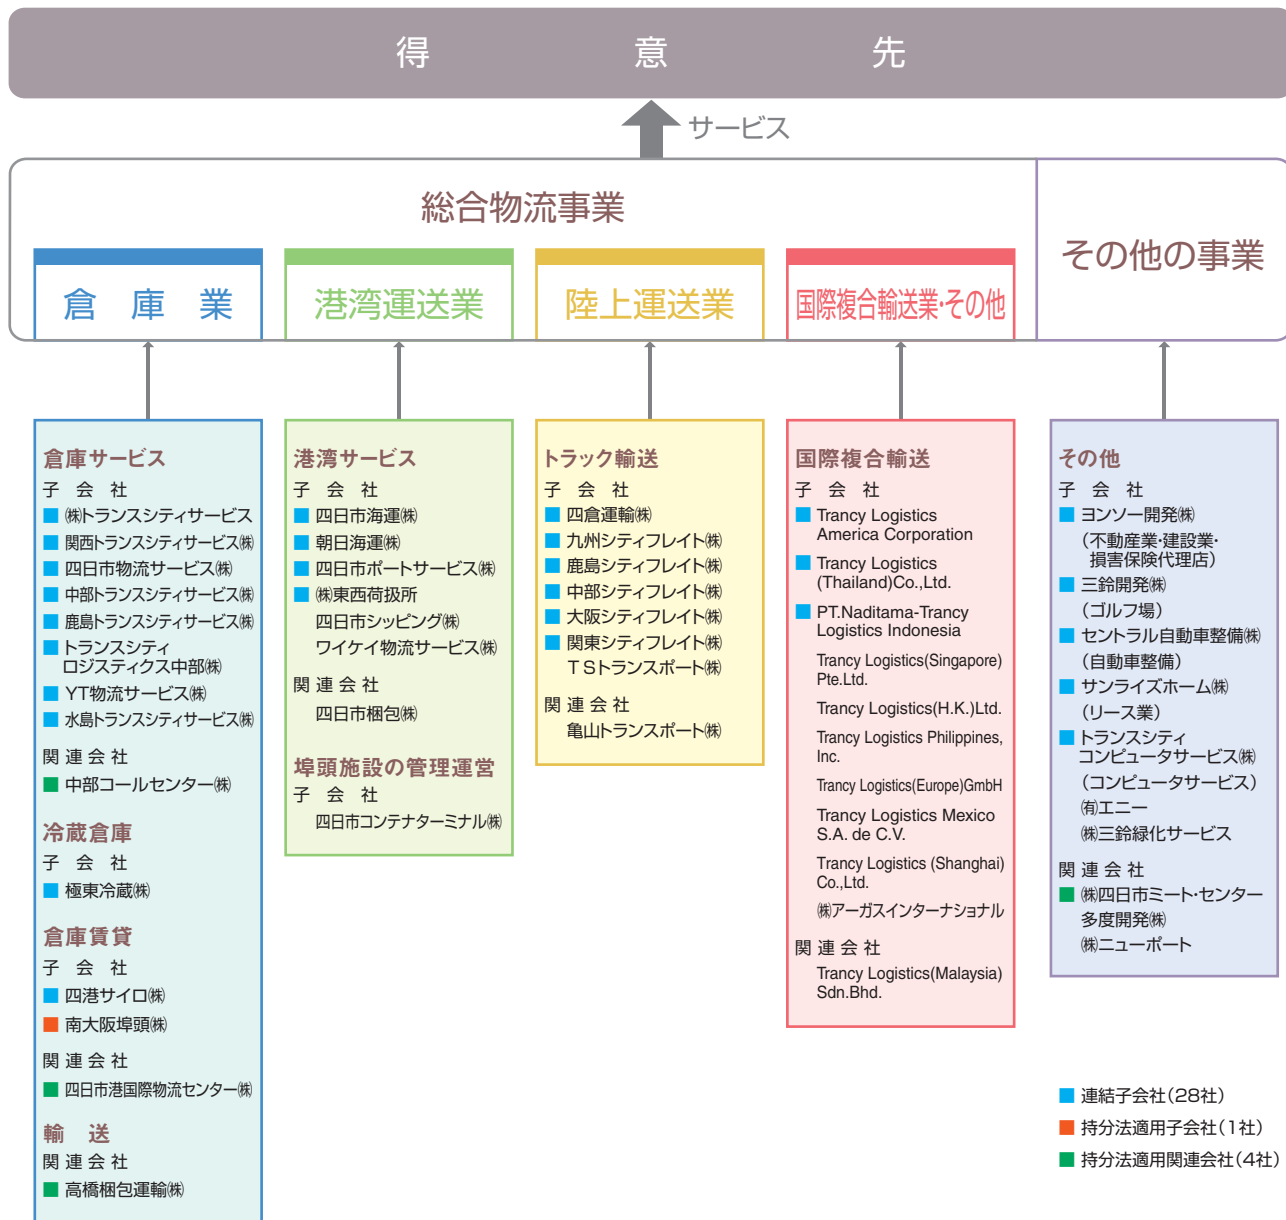 得意先
サービス
総合物流事業
その他の事業
倉庫業
港湾運送業
陸上運送業
国際複合輸送業・その他
倉庫サービス
子会社
㈱トランスシティサービス
関西トランスシティサービス㈱
四日市物流サービス㈱
中部トランスシティサービス㈱
鹿島トランスシティサービス㈱
トランスシティ
ロジスティクス中部㈱
YT物流サービス㈱
水島トランスシティサービス㈱
関連会社
中部コールセンター㈱
冷蔵倉庫
子会社
極東冷蔵㈱
倉庫賃貸
子会社
四港サイロ㈱
南大阪埠頭㈱
関連会社
四日市港国際物流センター㈱
輸送
関連会社
高橋梱包運輸㈱
港湾サービス
子会社
四日市海運㈱
朝日海運㈱
四日市ポートサービス㈱
㈱東西荷扱所
四日市シッピング㈱
ワイケイ物流サービス㈱
関連会社
四日市梱包㈱
埠頭施設の管理運営
子会社
四日市コンテナターミナル㈱
トラック輸送
子会社
四倉運輸㈱
九州シティフレイト㈱
鹿島シティフレイト㈱
中部シティフレイト㈱
大阪シティフレイト㈱
関東シティフレイト㈱
TSトランスポート㈱
関連会社
亀山トランスポート㈱
国際複合輸送
子会社
Trancy Logistics
America Corporation
Trancy Logistics
(Thailand)Co.,Ltd.
PT.Naditama-Trancy
Logistics Indonesia
Trancy Logistics(Singapore)
Pte.Ltd.
Trancy Logistics(H.K.)Ltd.
Trancy Logistics Philippines,
Inc.
Trancy Logistics(Europe)GmbH
Trancy Logistics Mexico
S.A. de C.V.
Trancy Logistics (Shanghai)
Co.,Ltd.
㈱アーガスインターナショナル
関連会社
Trancy Logistics(Malaysia)
Sdn.Bhd.
その他
子会社
ヨンソー開発㈱
(不動産業・建設業・
損害保険代理店)
三鈴開発㈱
(ゴルフ場)
セントラル自動車整備㈱
(自動車整備)
サンライズホーム㈱
(リース業)
トランスシティ
コンピュータサービス㈱
(コンピュータサービス)
㈲エニー
㈱三鈴緑化サービス
関連会社
㈱四日市ミート・センター
多度開発㈱
㈱ニューポート
連結子会社(28社)
持分法適用子会社(1社)
持分法適用関連会社(4社)